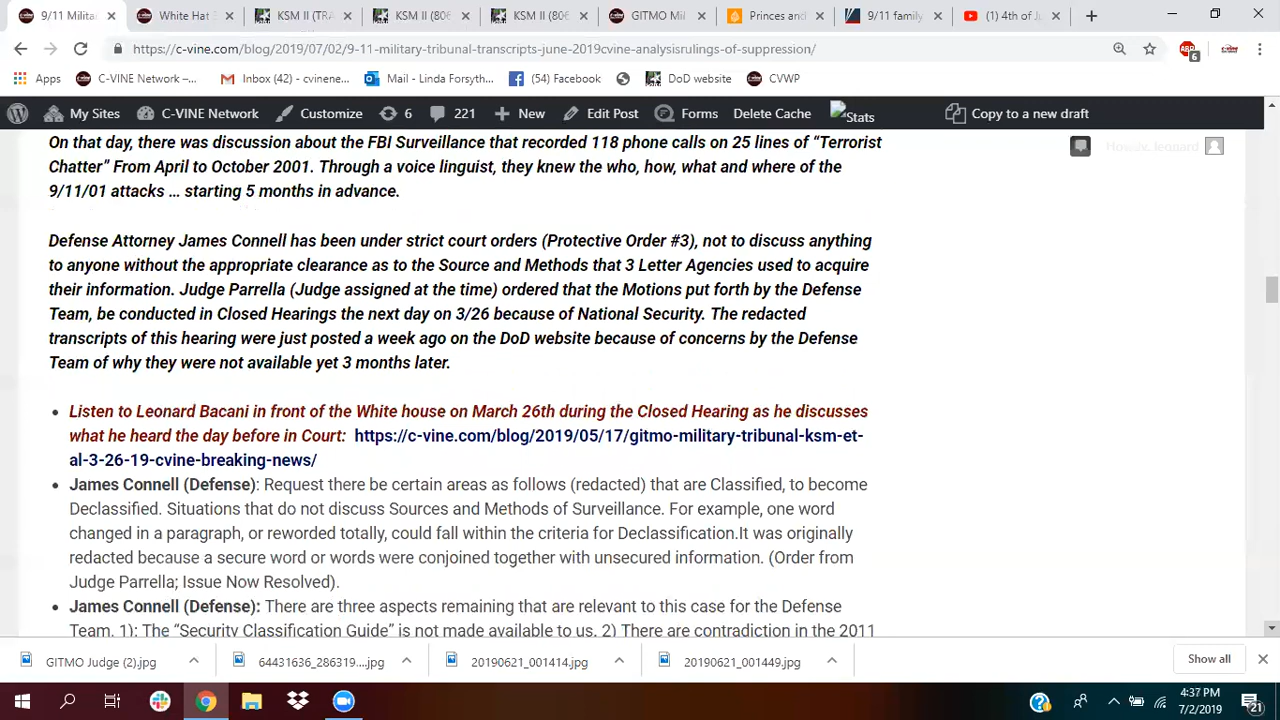 9/11 Milita
White Hat B
KSM II (TRA
KSM II (806
KSM II (806
GITMO Mil
Princes and
9/11 family
(1) 4th of Ju
https://c-vine.com/blog/2019/07/02/9-11-military-tribunal-transcripts-june-2019cvine-analysisrulings-of-suppression/
6
Apps
C-VINE Network –...
Inbox (42) - cvinene...
Mail - Linda Forsyth...
(54) Facebook
DoD website
CVWP
My Sites
C-VINE Network
Customize
6
221
New
Edit Post
Forms
Delete Cache
Stats
Copy to a new draft
Howdy, leonard
On that day, there was discussion about the FBI Surveillance that recorded 118 phone calls on 25 lines of “Terrorist
Chatter” From April to October 2001. Through a voice linguist, they knew the who, how, what and where of the
9/11/01 attacks … starting 5 months in advance.
Defense Attorney James Connell has been under strict court orders (Protective Order #3), not to discuss anything
to anyone without the appropriate clearance as to the Source and Methods that 3 Letter Agencies used to acquire
their information. Judge Parrella (Judge assigned at the time) ordered that the Motions put forth by the Defense
Team, be conducted in Closed Hearings the next day on 3/26 because of National Security. The redacted
transcripts of this hearing were just posted a week ago on the DoD website because of concerns by the Defense
Team of why they were not available yet 3 months later.
• Listen to Leonard Bacani in front of the White house on March 26th during the Closed Hearing as he discusses
what he heard the day before in Court: https://c-vine.com/blog/2019/05/17/gitmo-military-tribunal-ksm-et-
al-3-26-19-cvine-breaking-news/
• James Connell (Defense): Request there be certain areas as follows (redacted) that are Classified, to become
Declassified. Situations that do not discuss Sources and Methods of Surveillance. For example, one word
changed in a paragraph, or reworded totally, could fall within the criteria for Declassification.It was originally
redacted because a secure word or words were conjoined together with unsecured information. (Order from
Judge Parrella; Issue Now Resolved).
• James Connell (Defense): There are three aspects remaining that are relevant to this case for the Defense
Team. 1): The “Security Classification Guide” is not made available to us. 2) There are contradiction in the 2011
GITMO Judge (2).jpg
64431636_286319....jpg
20190621_001414.jpg
20190621_001449.jpg
Show all
4:37 PM
7/2/2019
21